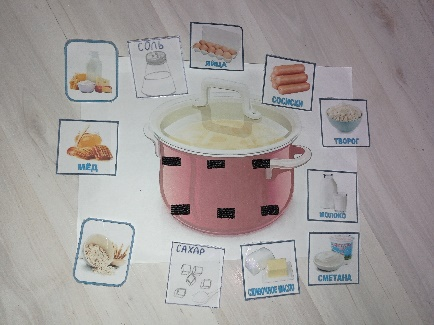 СОЛЬ
ЯЙЦА
СОСИСКИ
ТВОРОГ
МЁД
МОЛОКО
САХАР
СЛИВОЧНОЕ МАСЛО
СМЕТАНА